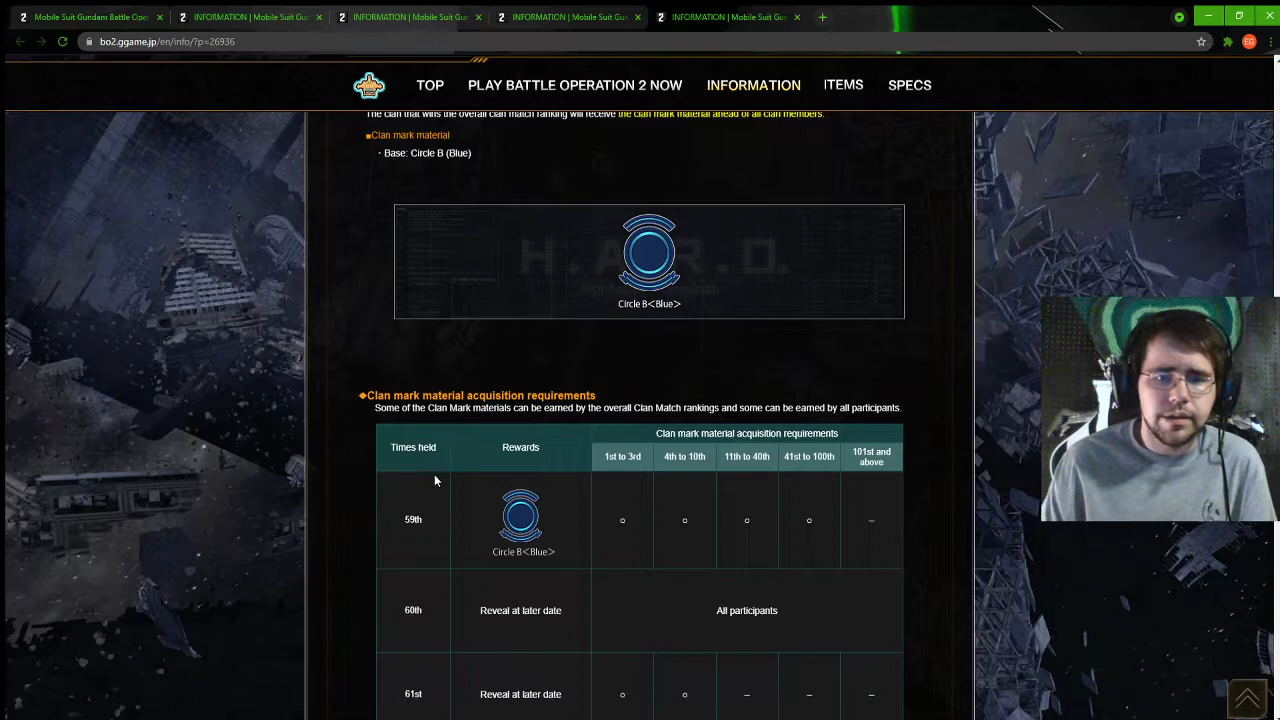 Mobile Suit Gundam Battle Oper
INFORMATION | Mobile Suit Gun
INFORMATION | Mobile Suit Gun
INFORMATION | Mobile Suit Gun
INFORMATION | Mobile Suit Gun
bo2.ggame.jp/en/info/?p=26936
EG
TOP
PLAY BATTLE OPERATION 2 NOW
INFORMATION
ITEMS
SPECS
The clan that wins the overall clan match ranking will receive the clan mark material ahead of all clan members.
■Clan mark material
・Base: Circle B (Blue)
H.A.R.O.
Circle B<Blue>
◆Clan mark material acquisition requirements
Some of the Clan Mark materials can be earned by the overall Clan Match rankings and some can be earned by all participants.
Times held
Rewards
Clan mark material acquisition requirements
1st to 3rd
4th to 10th
11th to 40th
41st to 100th
101st and
above
59th
Circle B<Blue>
○ ○ ○ ○ –
60th
Reveal at later date
All participants
61st
Reveal at later date
○ ○ – – –